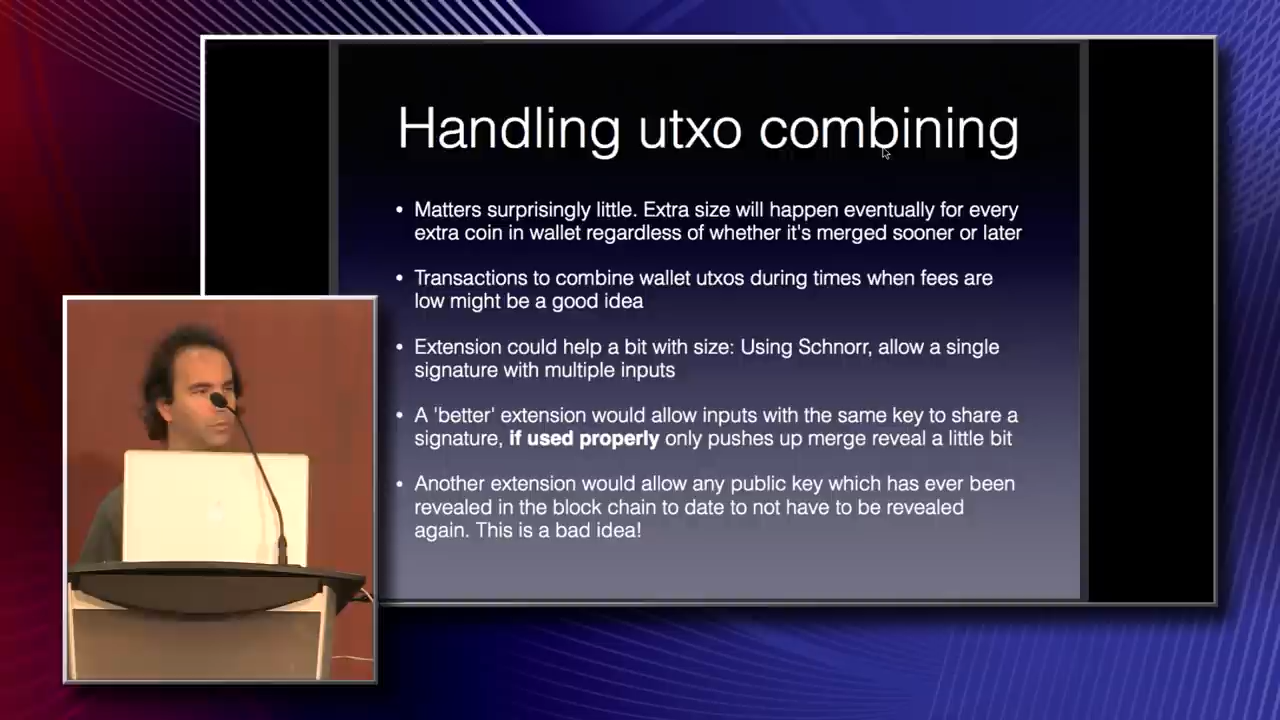 Handling utxo combining
• Matters surprisingly little. Extra size will happen eventually for every
extra coin in wallet regardless of whether it's merged sooner or later
• Transactions to combine wallet utxos during times when fees are
low might be a good idea
• Extension could help a bit with size: Using Schnorr, allow a single
signature with multiple inputs
• A 'better' extension would allow inputs with the same key to share a
signature, if used properly only pushes up merge reveal a little bit
• Another extension would allow any public key which has ever been
revealed in the block chain to date to not have to be revealed
again. This is a bad idea!